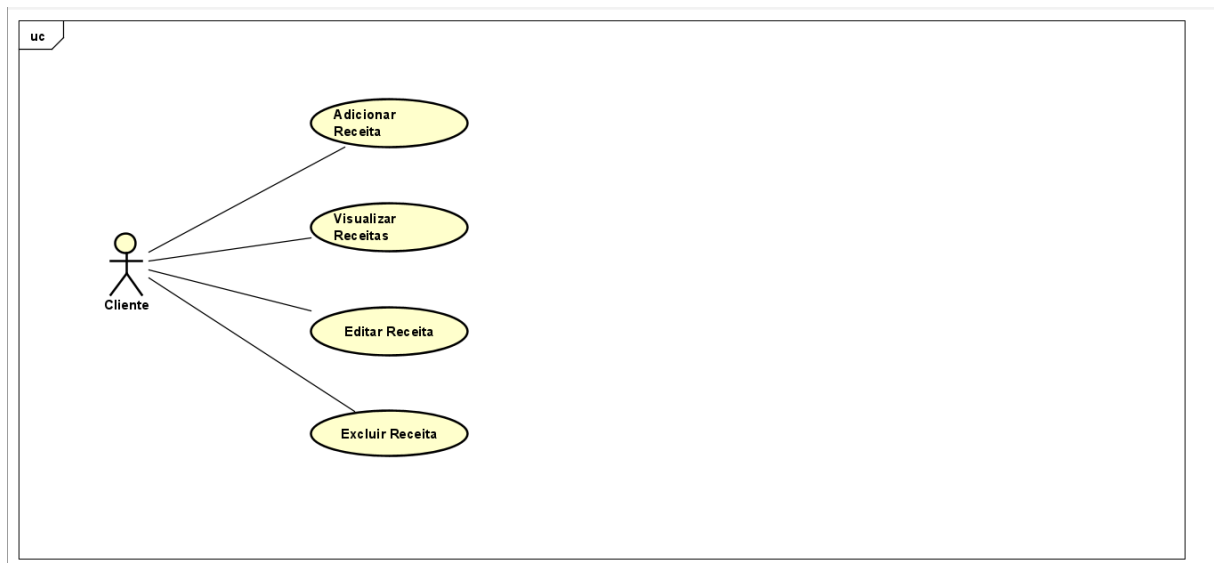 uc
Adicionar
Receita
Visualizar
Receitas
Cliente
Editar Receita
Excluir Receita